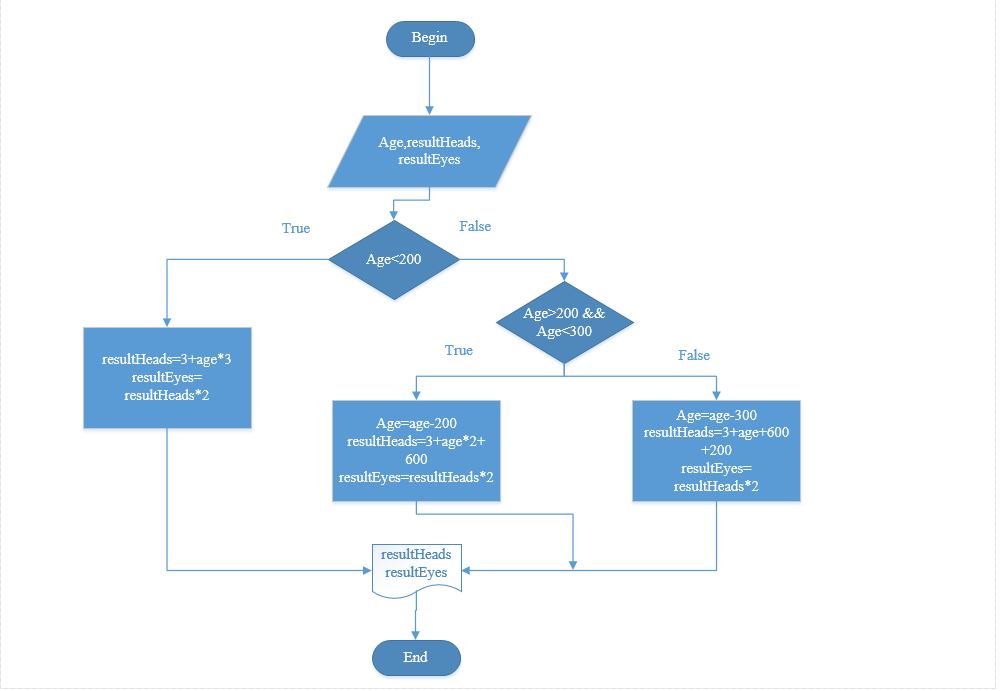 Begin
Age,resultHeads,
resultEyes
True
False
Age<200
Age>200 &&
Age<300
True
False
resultHeads=3+age*3
resultEyes=
resultHeads*2
Age=age-200
resultHeads=3+age*2+
600
resultEyes=resultHeads*2
Age=age-300
resultHeads=3+age+600
+200
resultEyes=
resultHeads*2
resultHeads
resultEyes
End